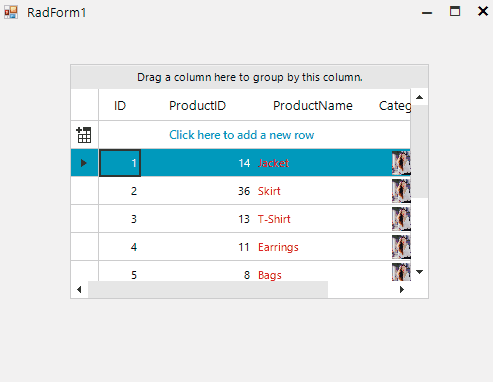 RadForm1
Drag a column here to group by this column.
ID ProductID ProductName Categ
Click here to add a new row
1 14 Jacket
2 36 Skirt
3 13 T-Shirt
4 11 Earrings
5 8 Bags